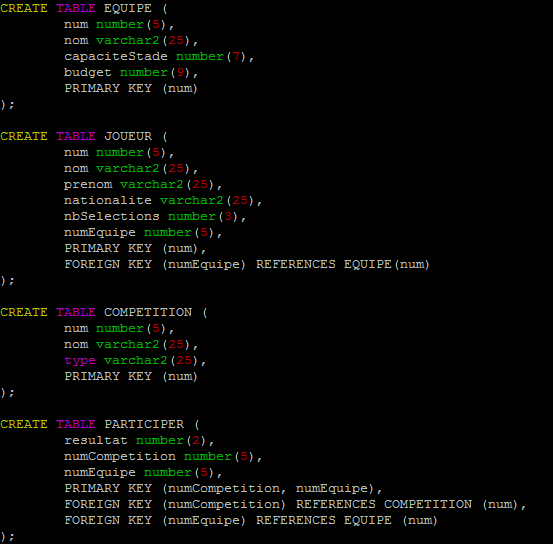 CREATE TABLE EQUIPE (
num number(5),
nom varchar2(25),
capaciteStade number(7),
budget number(9),
PRIMARY KEY (num)
);
CREATE TABLE JOUEUR (
num number(5),
nom varchar2(25),
prenom varchar2(25),
nationalite varchar2(25),
nbSelections number(3),
numEquipe number(5),
PRIMARY KEY (num),
FOREIGN KEY (numEquipe) REFERENCES EQUIPE(num)
);
CREATE TABLE COMPETITION (
num number(5),
nom varchar2(25),
type varchar2(25),
PRIMARY KEY (num)
);
CREATE TABLE PARTICIPER (
resultat number(2),
numCompetition number(5),
numEquipe number(5),
PRIMARY KEY (numCompetition, numEquipe),
FOREIGN KEY (numCompetition) REFERENCES COMPETITION (num),
FOREIGN KEY (numEquipe) REFERENCES EQUIPE (num)
);